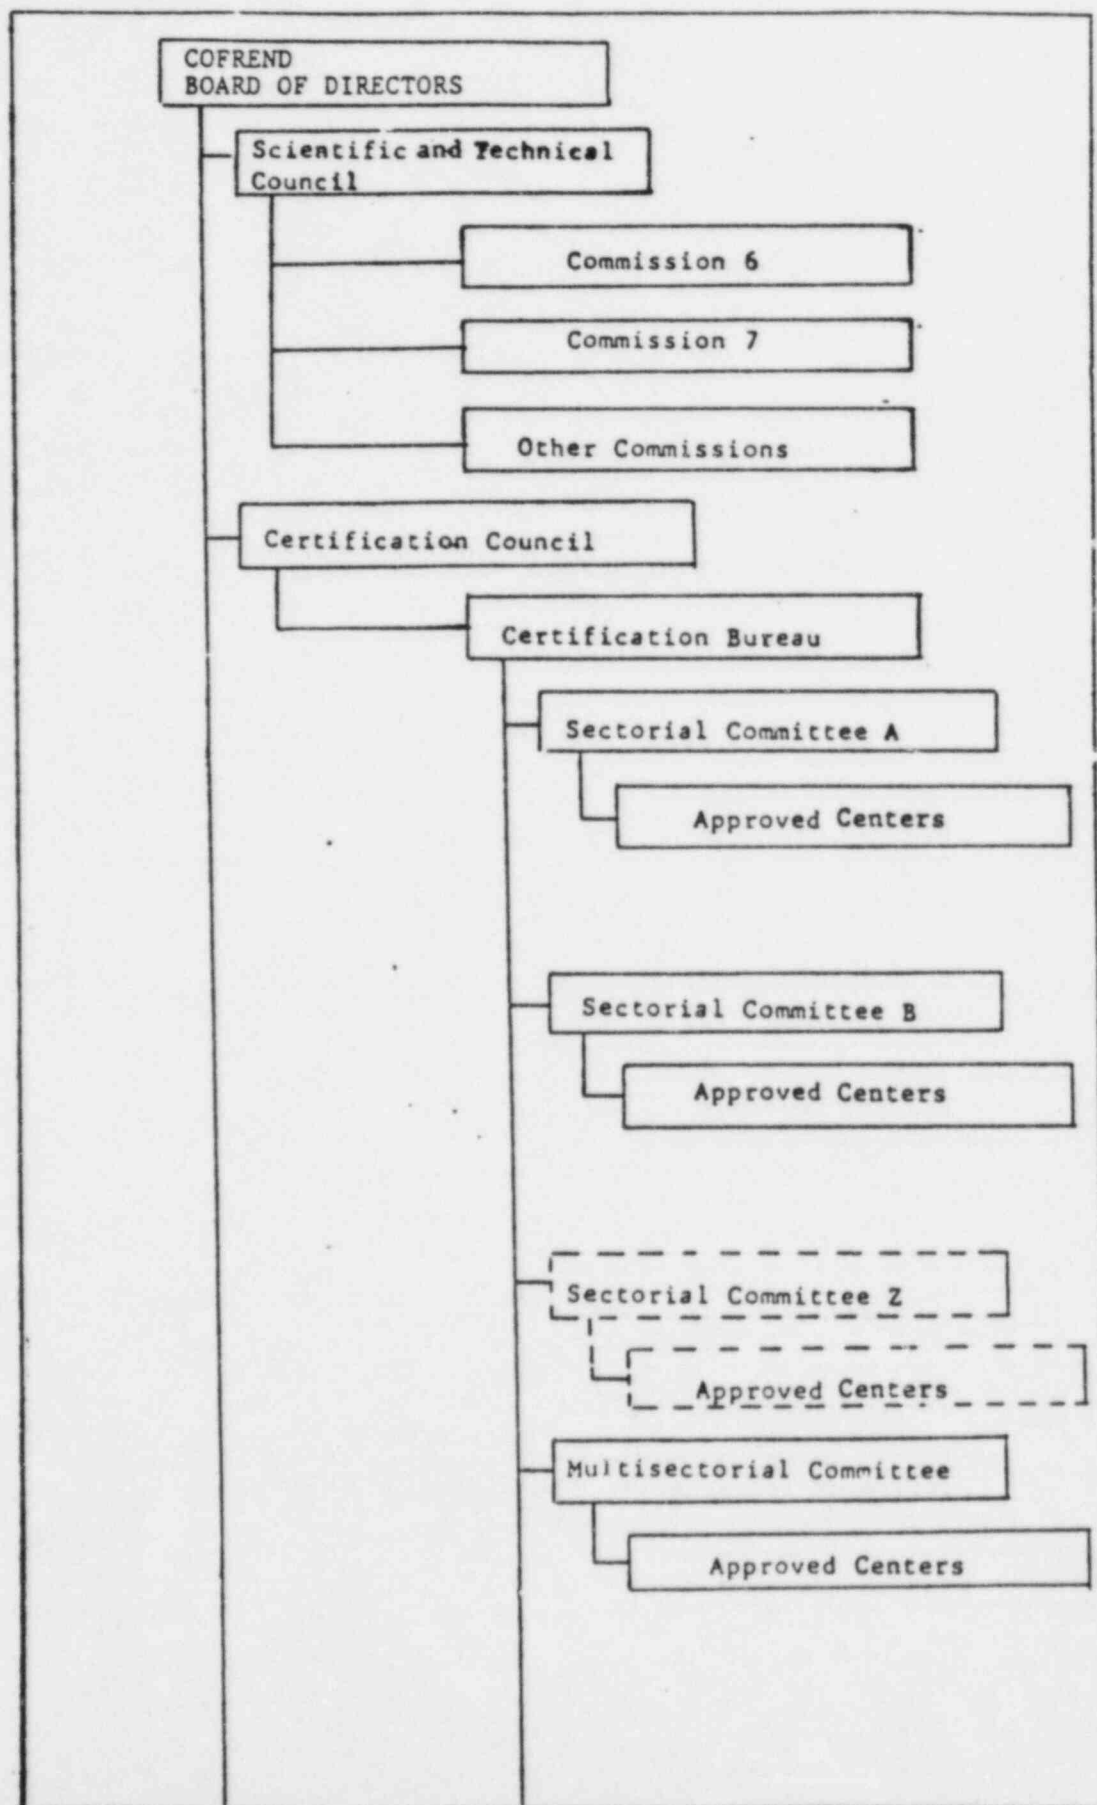 COFREND
BOARD OF DIRECTORS
Scientific and Technical
Council
Commission 6
Commission 7
Other Commissions
Certification Council
Certification Bureau
Sectorial Committee A
Approved Centers
Sectorial Committee B
Approved Centers
Sectorial Committee Z
Approved Centers
Multisectorial Committee
Approved Centers